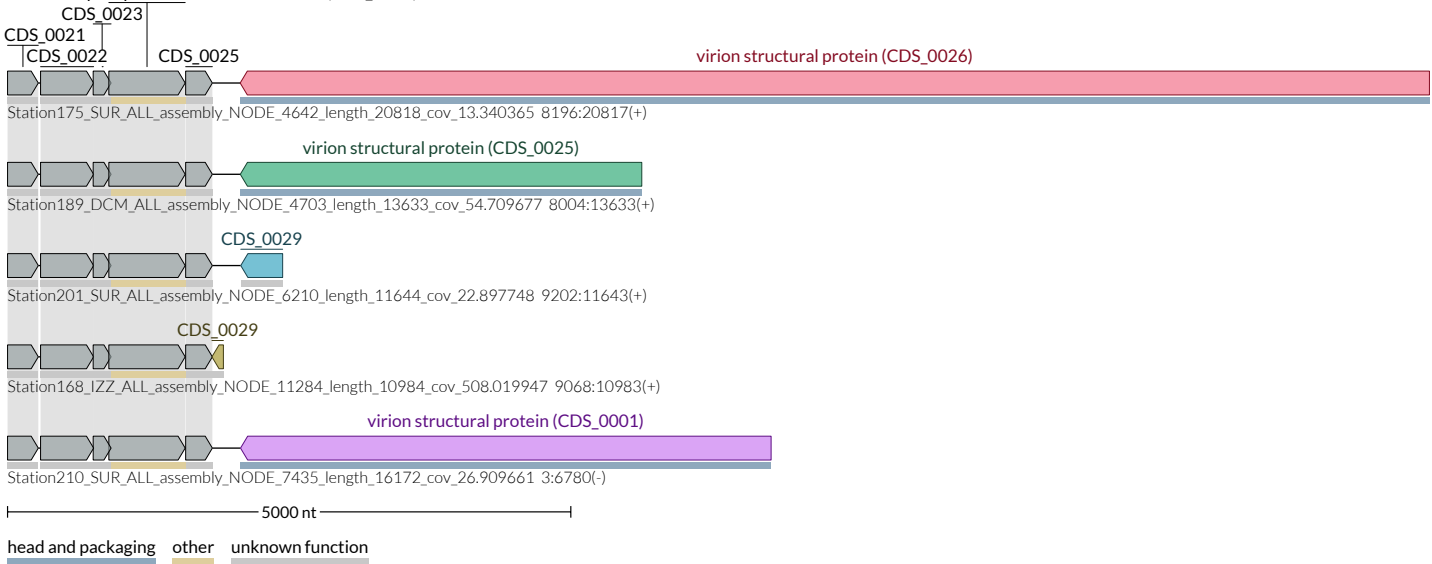 CDS_0023
CDS_0021
CDS_0022
CDS_0025
virion structural protein (CDS_0026)
Station175_SUR_ALL_assembly_NODE_4642_length_20818_cov_13.340365 8196:20817(+)
virion structural protein (CDS_0025)
Station189_DCM_ALL_assembly_NODE_4703_length_13633_cov_54.709677 8004:13633(+)
CDS_0029
Station201_SUR_ALL_assembly_NODE_6210_length_11644_cov_22.897748 9202:11643(+)
CDS_0029
Station168_IZZ_ALL_assembly_NODE_11284_length_10984_cov_508.019947 9068:10983(+)
virion structural protein (CDS_0001)
Station210_SUR_ALL_assembly_NODE_7435_length_16172_cov_26.909661 3:6780(-)
5000 nt
head and packaging other unknown function